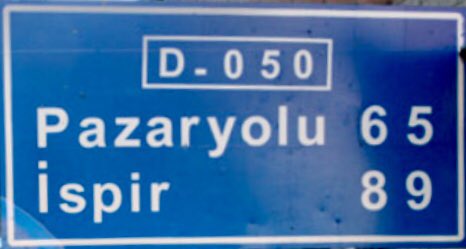 D-050
Pazaryolu 65
İspir 89